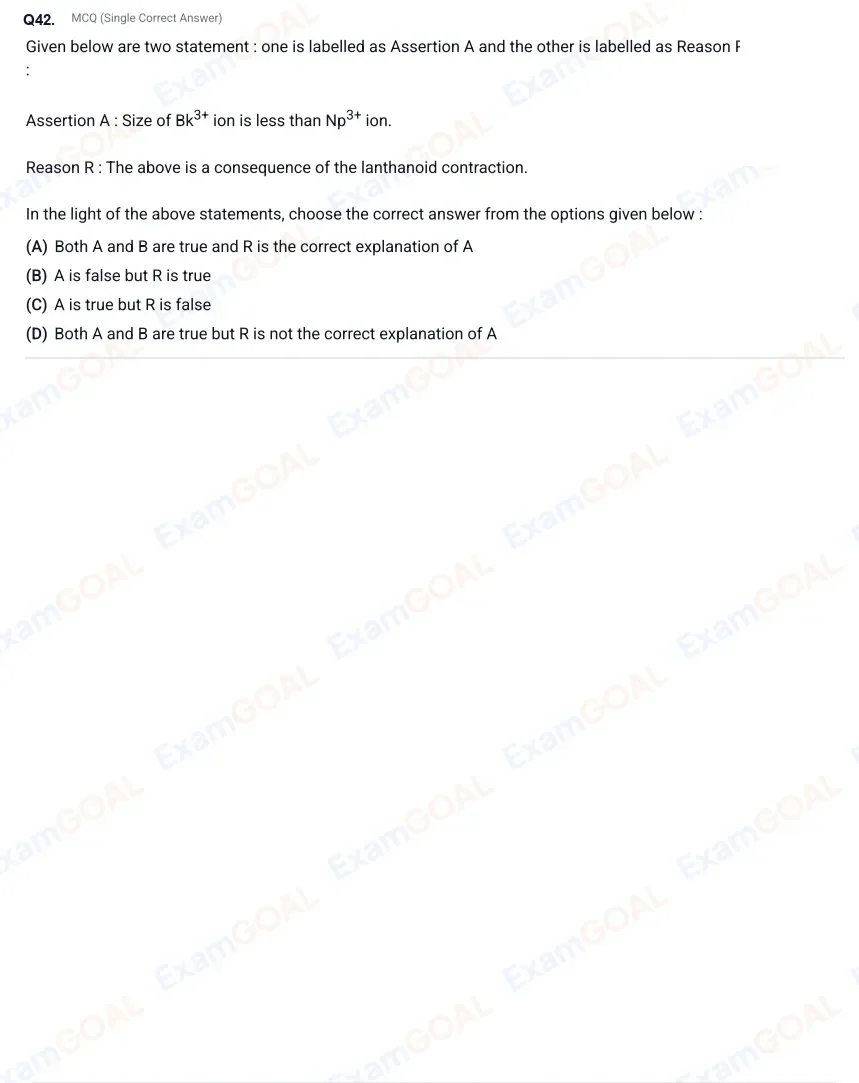 Q42. MCQ (Single Correct Answer)
Given below are two statement : one is labelled as Assertion A and the other is labelled as Reason
:
Assertion A : Size of Bk³⁺ ion is less than Np³⁺ ion.
Reason R : The above is a consequence of the lanthanoid contraction.
In the light of the above statements, choose the correct answer from the options given below :
(A) Both A and B are true and R is the correct explanation of A
(B) A is false but R is true
(C) A is true but R is false
(D) Both A and B are true but R is not the correct explanation of A
ExamGOAL